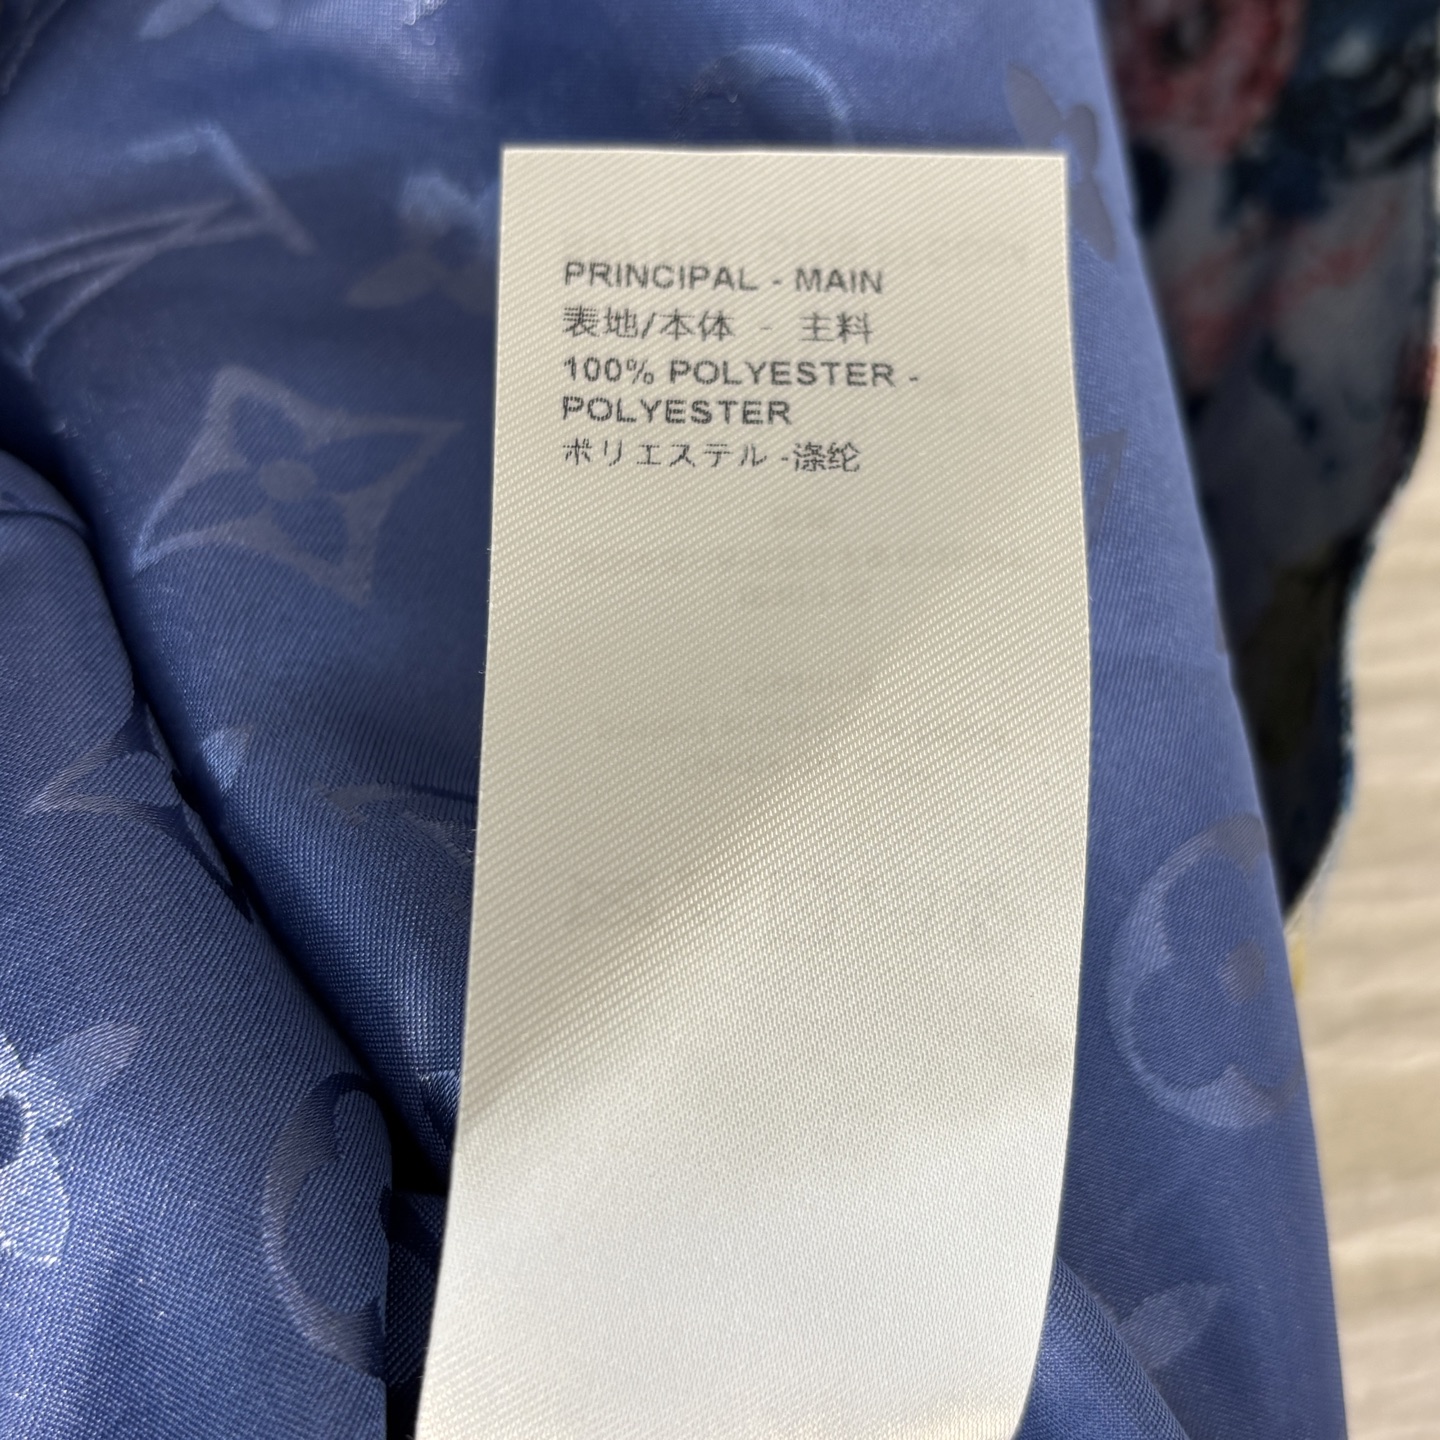 PRINCIPAL - MAIN
表地/本体 - 主料
100% POLYESTER -
POLYESTER
ポリエステル -涤纶